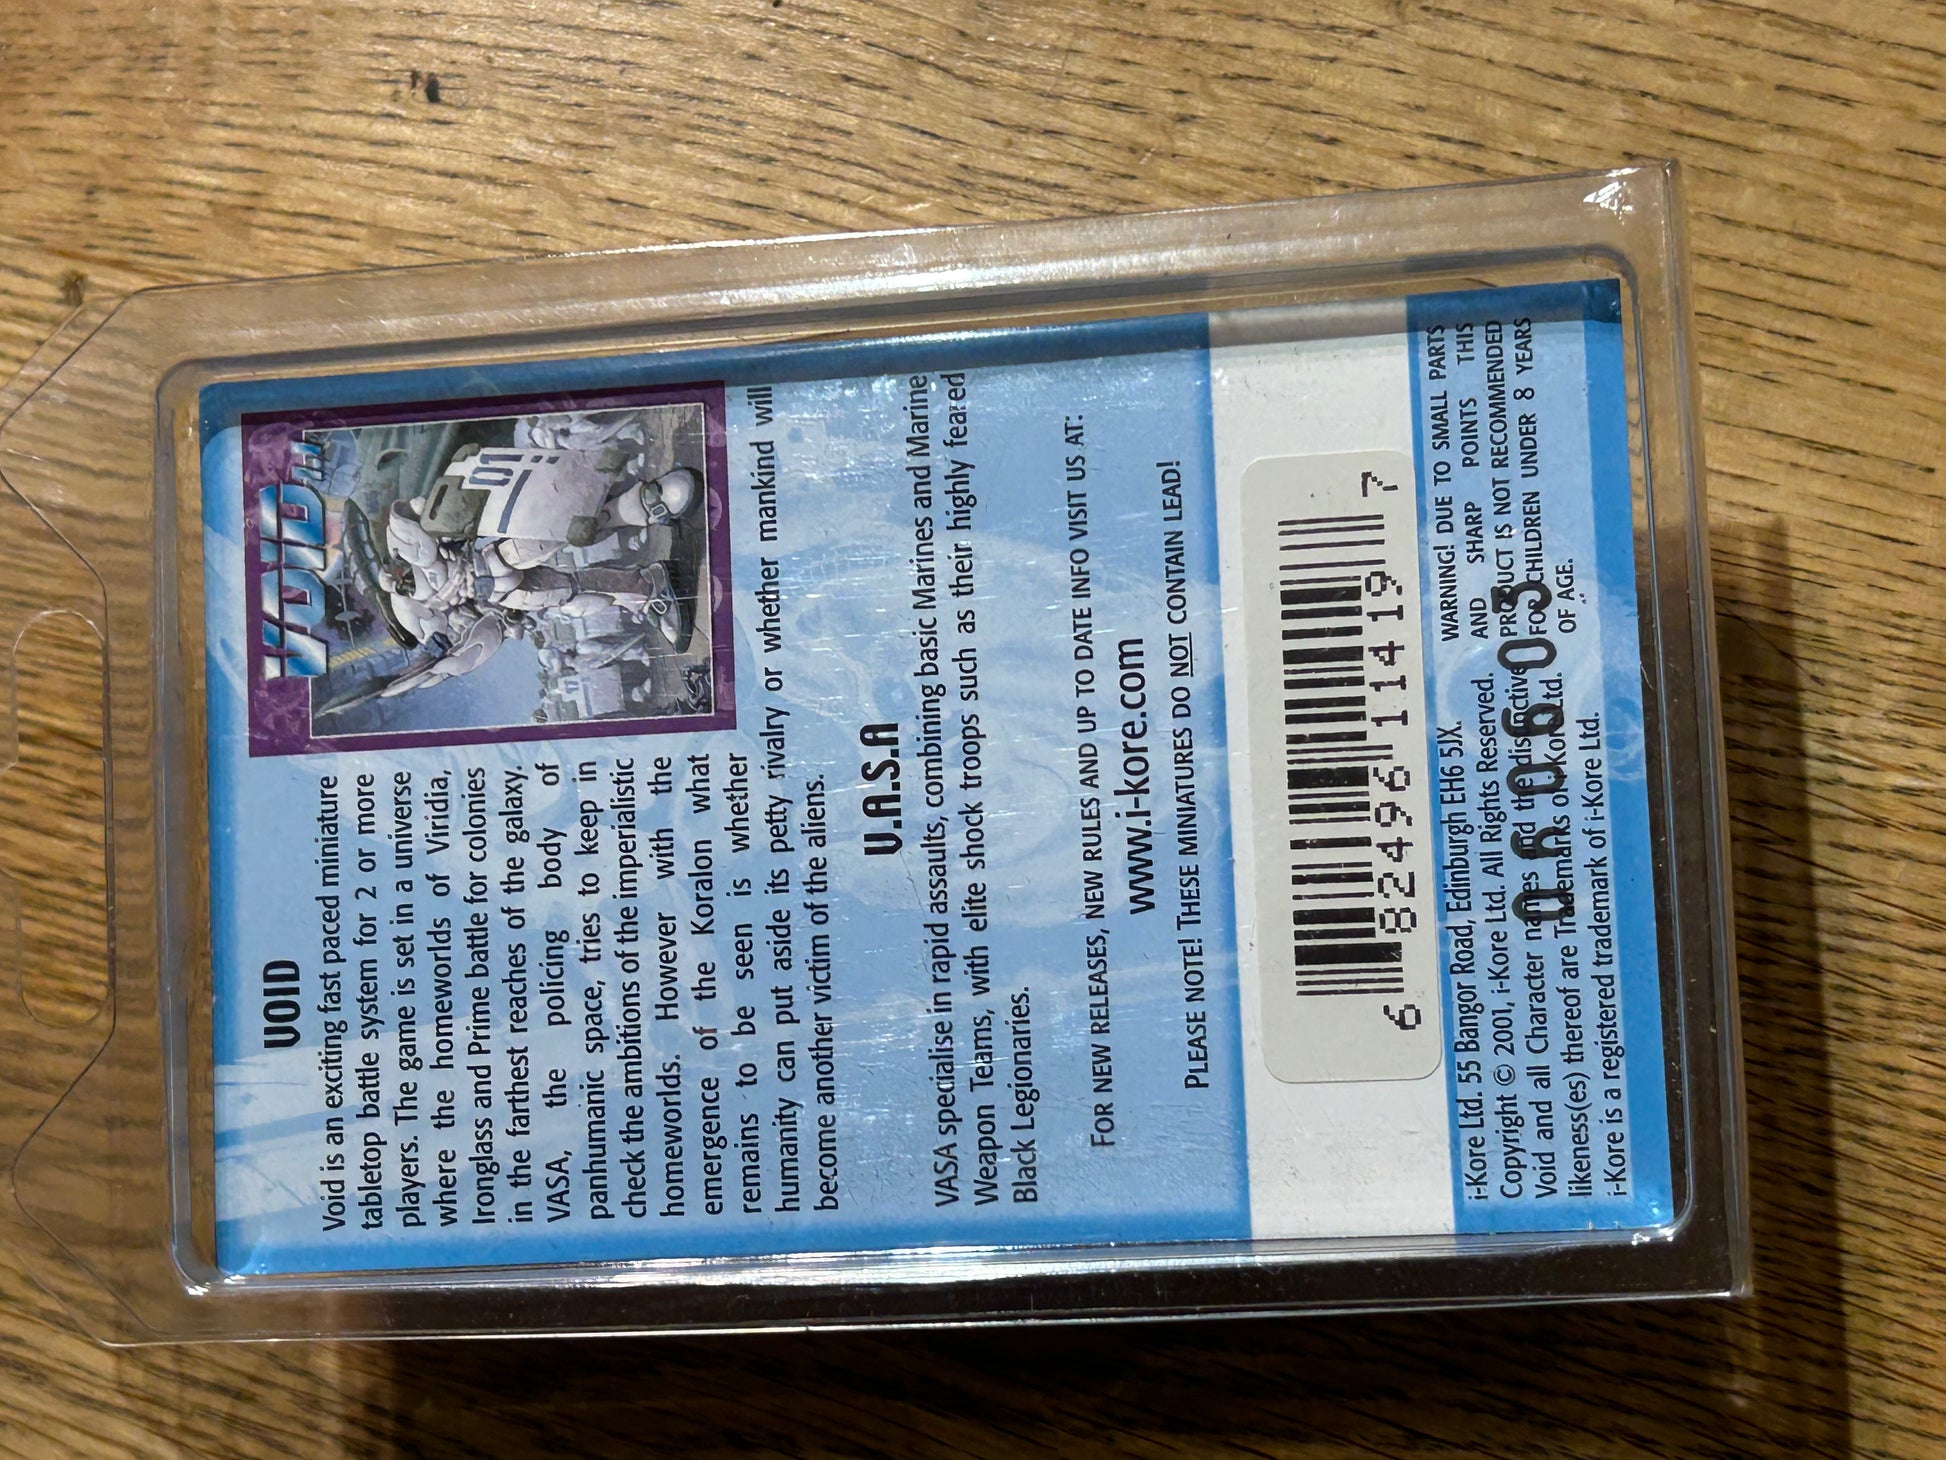 VOID
VOID 1.1
Void is an exciting fast paced miniature
tabletop battle system for 2 or more
players. The game is set in a universe
where the homeworlds of Viridia,
Ironglass and Prime battle for colonies
in the farthest reaches of the galaxy.
VASA, the policing body of
panhumanic space, tries to keep in
check the ambitions of the imperialistic
homeworlds. However with the
emergence of the Koralon what
remains to be seen is whether
humanity can put aside its petty rivalry or whether mankind will
become another victim of the aliens.
V.A.S.A
VASA specialise in rapid assaults, combining basic Marines and Marine
Weapon Teams, with elite shock troops such as their highly feared
Black Legionaries.
FOR NEW RELEASES, NEW RULES AND UP TO DATE INFO VISIT US AT:
www.i-kore.com
PLEASE NOTE! THESE MINIATURES DO NOT CONTAIN LEAD!
6 82496 11419 7
i-Kore Ltd. 55 Bangor Road, Edinburgh EH6 5JX.
Copyright © 2001, i-Kore Ltd. All Rights Reserved.
Void and all Character names and the distinctive
likeness(es) thereof are Trademarks of i-Kore Ltd.
i-Kore is a registered trademark of i-Kore Ltd.
WARNING! DUE TO SMALL PARTS
AND SHARP POINTS THIS
PRODUCT IS NOT RECOMMENDED
FOR CHILDREN UNDER 8 YEARS
OF AGE.